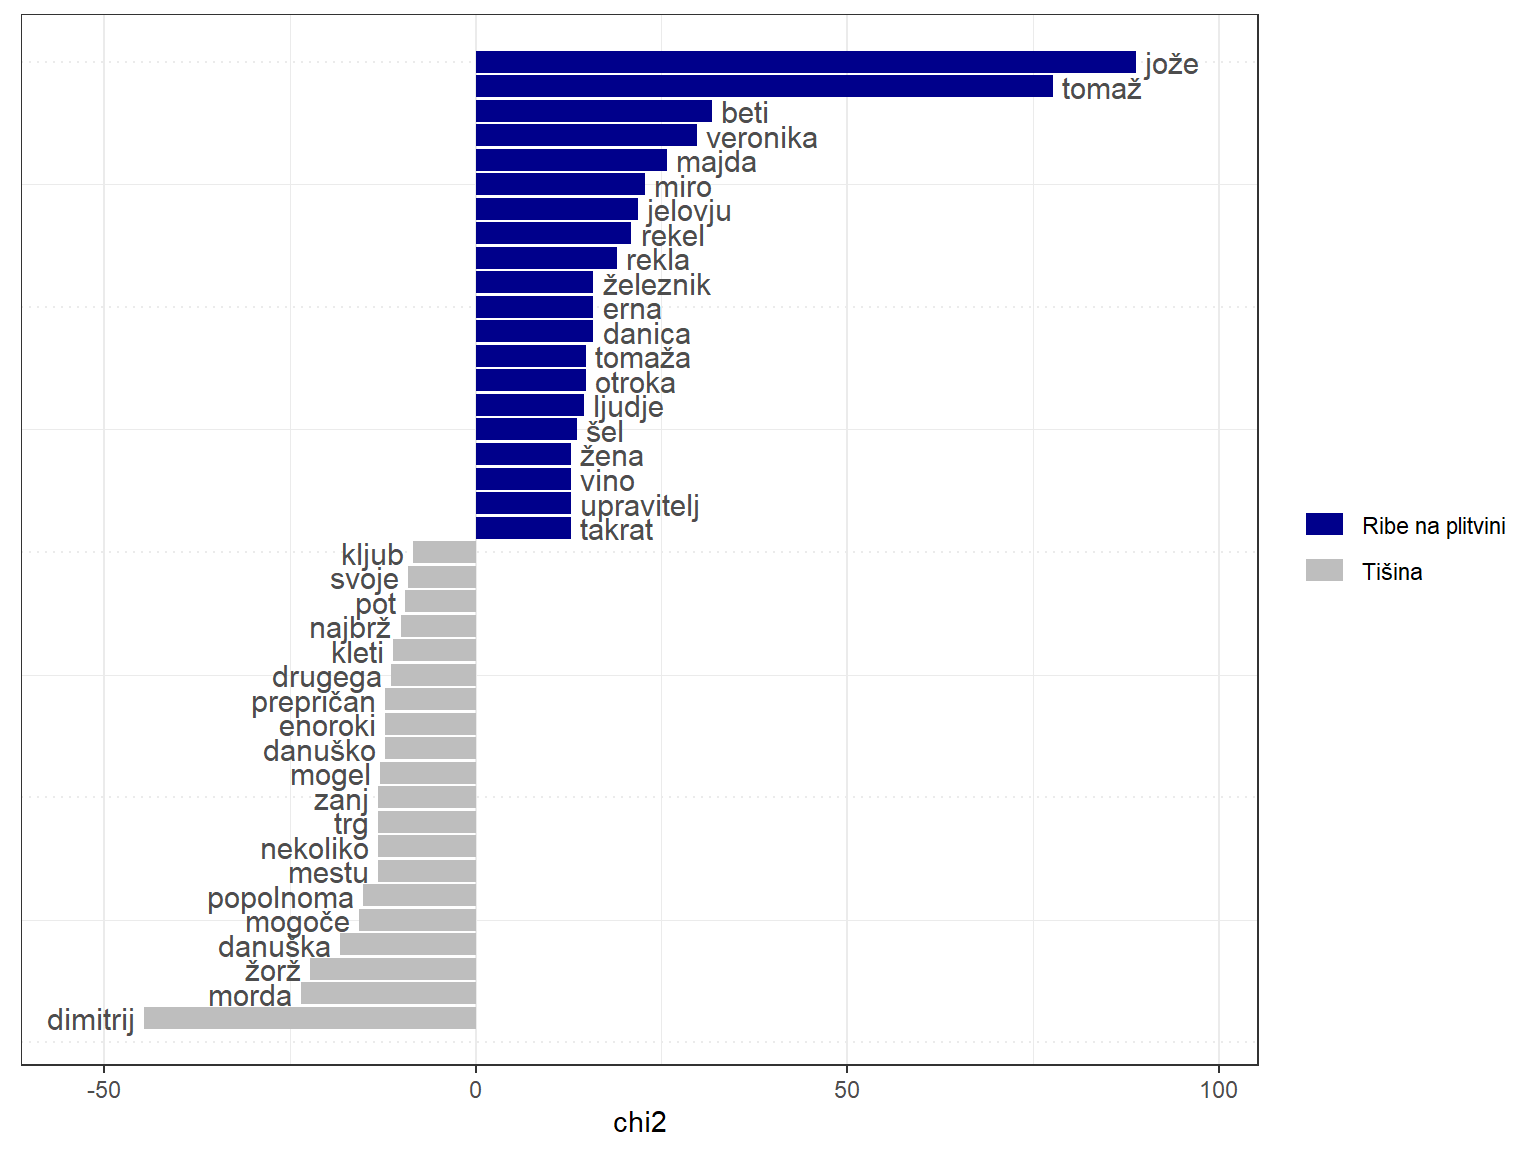 jože
tomaž
beti
veronika
majda
miro
jelovju
rekel
rekla
železnik
erna
danica
tomaža
otroka
ljudje
šel
žena
vino
upravitelj
takrat
kljub
svoje
pot
najbrž
kleti
drugega
prepričan
enoroki
danuško
mogel
zanj
trg
nekoliko
mestu
popolnoma
mogoče
danuška
žorž
morda
dimitrij
-50 0 50 100
chi2
Ribe na plitvini
Tišina